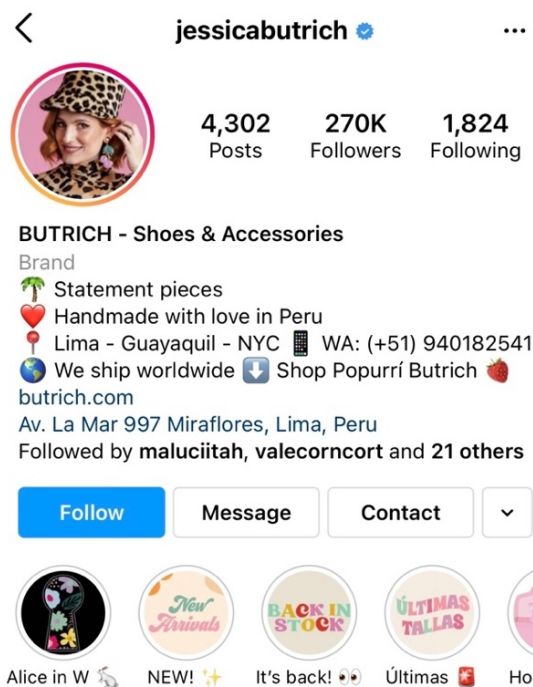 jessicabutrich
4,302 270K 1,824
Posts Followers Following
BUTRICH - Shoes & Accessories
Brand
🌴 Statement pieces
❤️ Handmade with love in Peru
📍 Lima - Guayaquil - NYC 📱 WA: (+51) 940182541
🌎 We ship worldwide ⬇️ Shop Popurrí Butrich 🍓
butrich.com
Av. La Mar 997 Miraflores, Lima, Peru
Followed by maluciitah, valecorncort and 21 others
Follow Message Contact
New
Arrivals
BACK IN
STOCK
ÚLTIMAS
TALLAS
Alice in W 🐇 NEW! ✨ It's back! 👀 Últimas 🚨 Ho